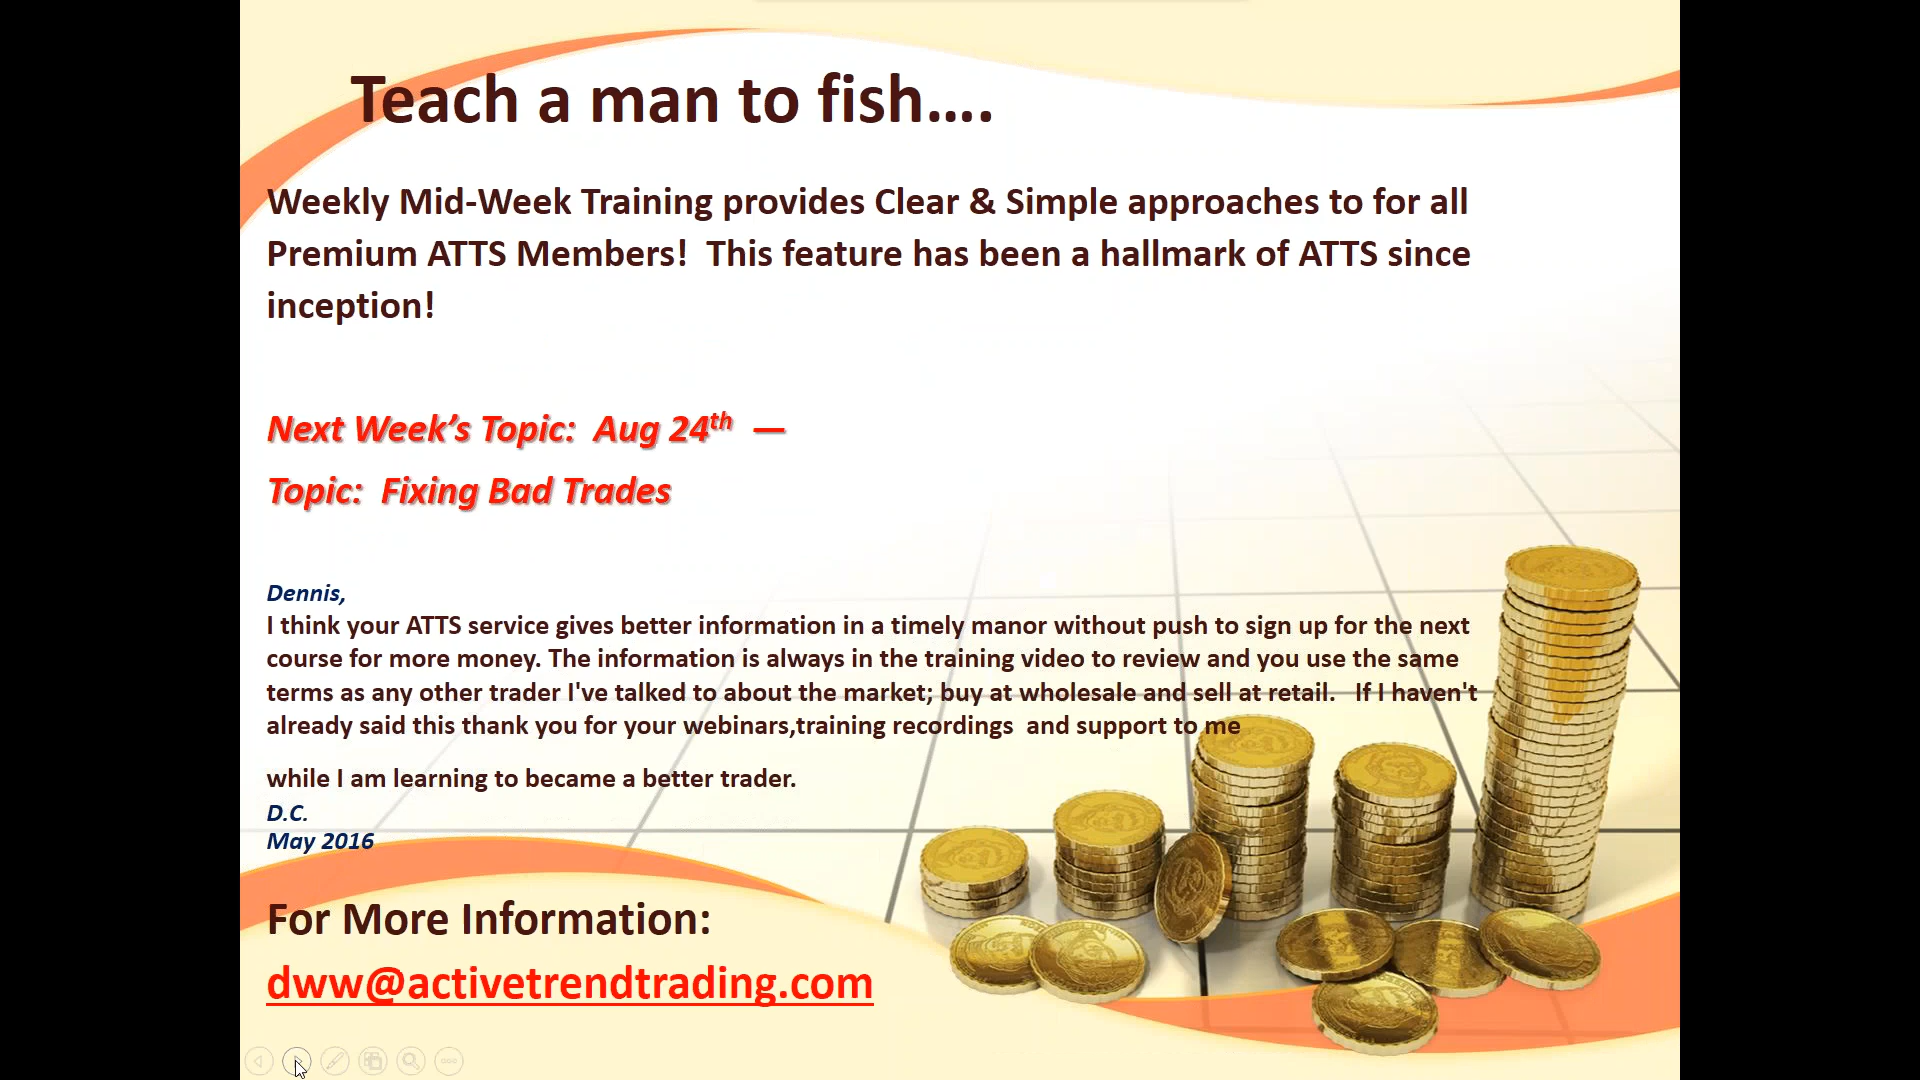 Teach a man to fish....
Weekly Mid-Week Training provides Clear & Simple approaches to for all
Premium ATTS Members!  This feature has been a hallmark of ATTS since
inception!
Next Week’s Topic:  Aug 24th  —
Topic:  Fixing Bad Trades
Dennis,
I think your ATTS service gives better information in a timely manor without push to sign up for the next
course for more money. The information is always in the training video to review and you use the same
terms as any other trader I've talked to about the market; buy at wholesale and sell at retail.   If I haven't
already said this thank you for your webinars,training recordings  and support to me
while I am learning to became a better trader.
D.C.
May 2016
For More Information:
dww@activetrendtrading.com